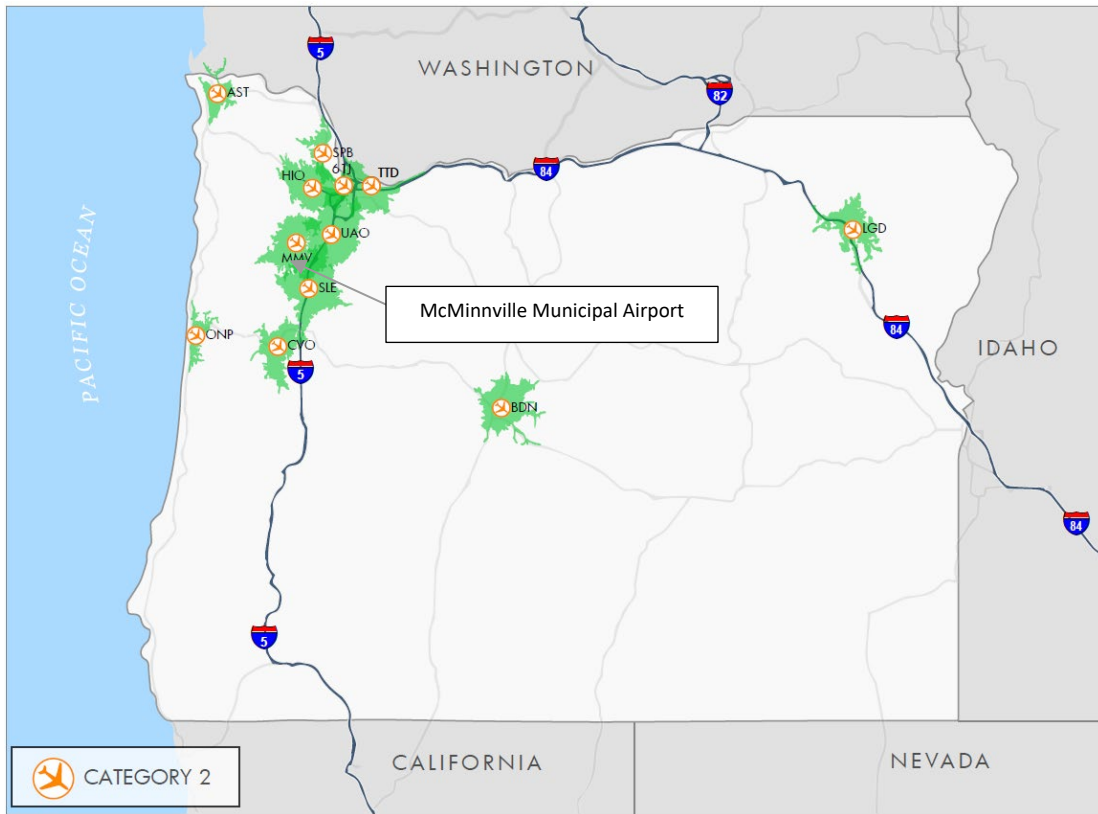 5
WASHINGTON
82
AST
SPB
6TJ
TTD
84
HIO
UAO
LGD
MMV
SLE
McMinnville Municipal Airport
PACIFIC OCEAN
ONP
CVO
84
IDAHO
5
BDN
84
5
CALIFORNIA
NEVADA
CATEGORY 2